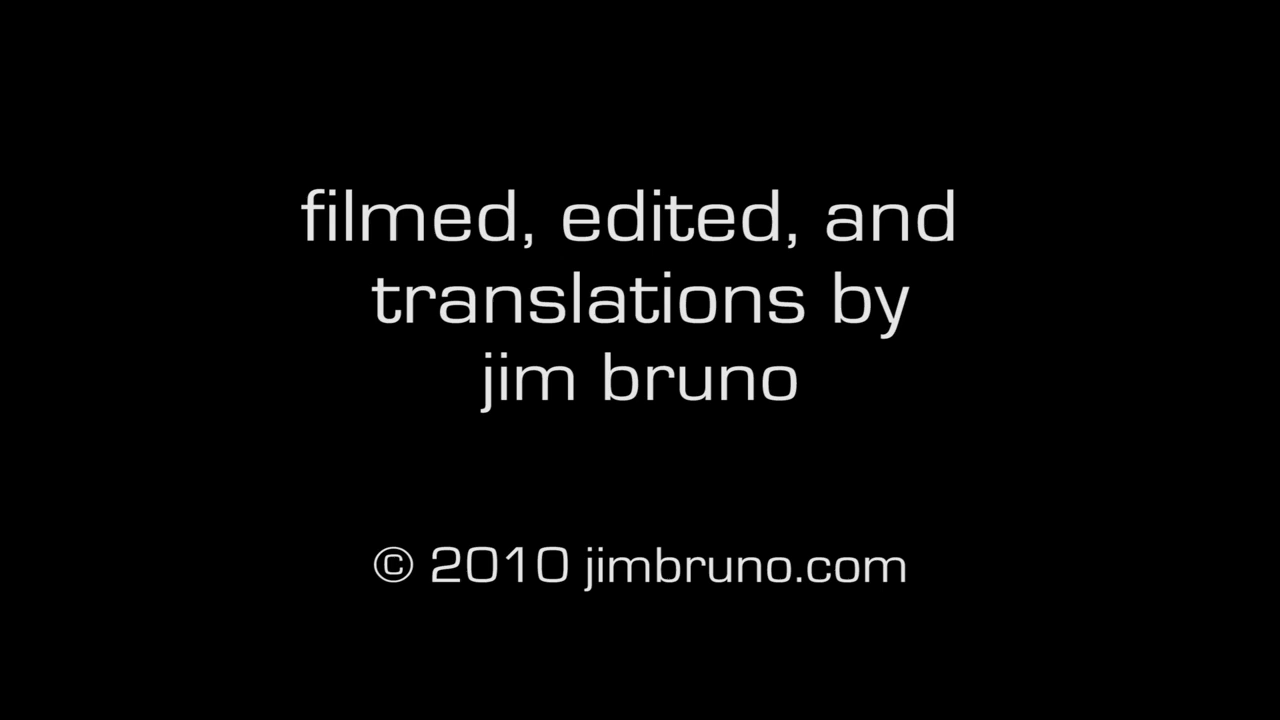 filmed, edited, and
translations by
jim bruno
© 2010 jimbruno.com